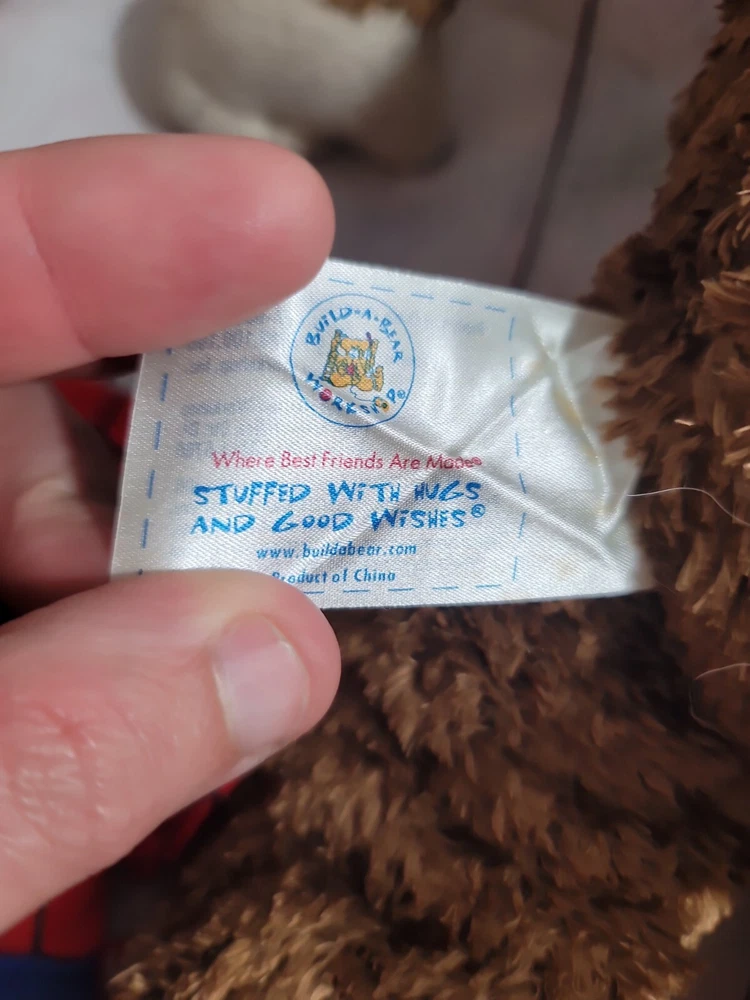 BUILD-A-BEAR
WORKSHOP®
Where Best Friends Are Made®
STUFFED WITH HUGS
AND GOOD WISHES®
www.buildabear.com
Product of China